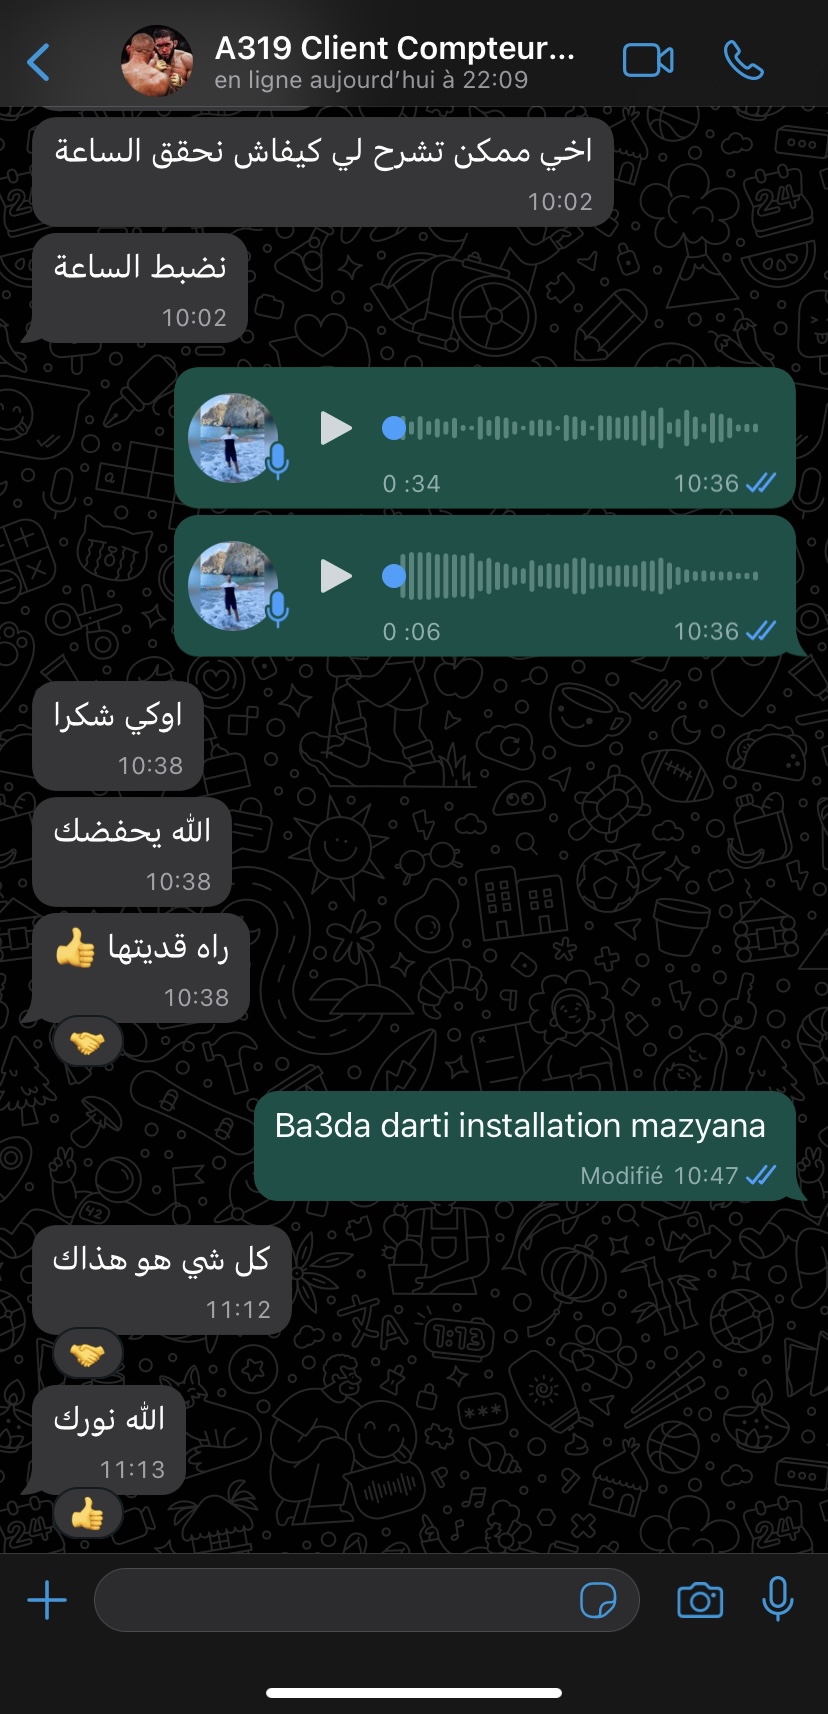 A319 Client Compteur...
en ligne aujourd’hui à 22:09
اخي ممكن تشرح لي كيفاش نحقق الساعة
10:02
نضبط الساعة
10:02
0 :34
10:36
0 :06
10:36
اوكي شكرا
10:38
الله يحفضك
10:38
راه قديتها 👍
10:38
🤝
Ba3da darti installation mazyana
Modifié 10:47
كل شي هو هذاك
11:12
🤝
الله نورك
11:13
👍